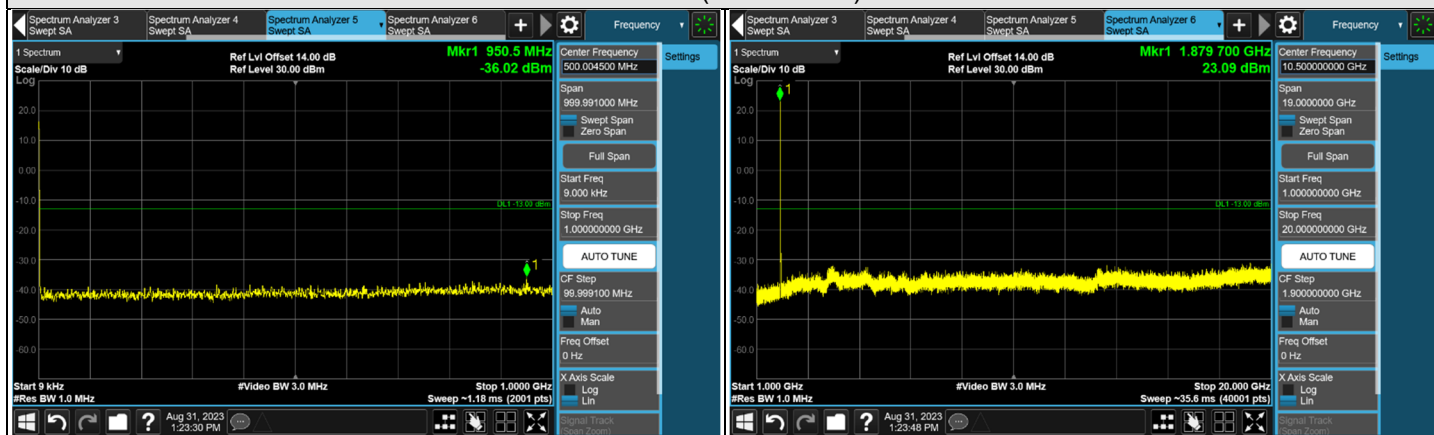 Spectrum Analyzer 3
Swept SA
Spectrum Analyzer 4
Swept SA
Spectrum Analyzer 5
Swept SA
Spectrum Analyzer 6
Swept SA
+
Frequency
1 Spectrum
Scale/Div 10 dB
Log
Ref Lvl Offset 14.00 dB
Ref Level 30.00 dBm
Mkr1 950.5 MHz
-36.02 dBm
20.0
10.0
0.00
-10.0
-20.0
-30.0
-40.0
-50.0
-60.0
DL1 -13.00 dBm
1
Start 9 kHz
#Res BW 1.0 MHz
#Video BW 3.0 MHz
Stop 1.0000 GHz
Sweep ~1.18 ms (2001 pts)
Center Frequency
500.004500 MHz
Span
999.991000 MHz
Swept Span
Zero Span
Full Span
Start Freq
9.000 kHz
Stop Freq
1.000000000 GHz
AUTO TUNE
CF Step
99.999100 MHz
Auto
Man
Freq Offset
0 Hz
X Axis Scale
Log
Lin
Signal Track
(Span Zoom)
Settings
?
Aug 31, 2023
1:23:30 PM
Spectrum Analyzer 3
Swept SA
Spectrum Analyzer 4
Swept SA
Spectrum Analyzer 5
Swept SA
Spectrum Analyzer 6
Swept SA
+
Frequency
1 Spectrum
Scale/Div 10 dB
Log
Ref Lvl Offset 14.00 dB
Ref Level 30.00 dBm
Mkr1 1.879 700 GHz
23.09 dBm
20.0
10.0
0.00
-10.0
-20.0
-30.0
-40.0
-50.0
-60.0
DL1 -13.00 dBm
1
Start 1.000 GHz
#Res BW 1.0 MHz
#Video BW 3.0 MHz
Stop 20.000 GHz
Sweep ~35.6 ms (40001 pts)
Center Frequency
10.500000000 GHz
Span
19.0000000 GHz
Swept Span
Zero Span
Full Span
Start Freq
1.000000000 GHz
Stop Freq
20.000000000 GHz
AUTO TUNE
CF Step
1.900000000 GHz
Auto
Man
Freq Offset
0 Hz
X Axis Scale
Log
Lin
Signal Track
(Span Zoom)
Settings
?
Aug 31, 2023
1:23:48 PM